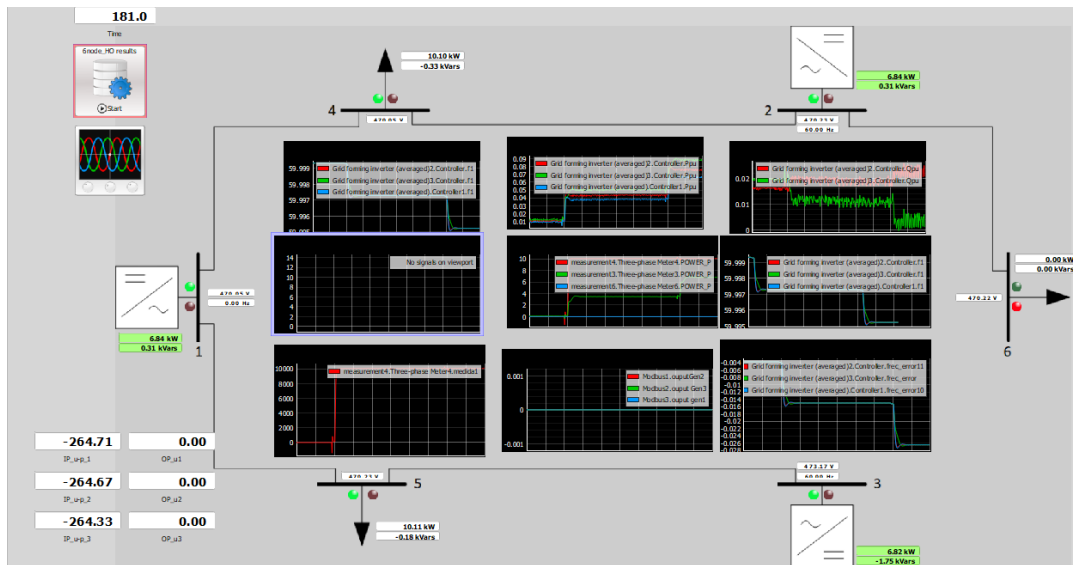 181.0
Time
6node_HO results
Start
10.10 kW
-0.33 kVars
4
470.05 V
6.84 kW
0.31 kVars
2
470.23 V
60.00 Hz
59.999
59.998
59.997
59.996
59.995
Grid forming inverter (averaged)2.Controller.f1
Grid forming inverter (averaged)3.Controller.f1
Grid forming inverter (averaged).Controller1.f1
0.09
0.08
0.07
0.06
0.05
0.04
0.03
0.02
0.01
Grid forming inverter (averaged)2.Controller.Ppu
Grid forming inverter (averaged)3.Controller.Ppu
Grid forming inverter (averaged).Controller1.Ppu
0.02
0.01
0
Grid forming inverter (averaged)2.Controller.Qpu
Grid forming inverter (averaged)3.Controller.Qpu
14
12
10
8
6
4
2
0
No signals on viewport
10
8
6
4
2
0
measurement4.Three-phase Meter4.POWER_P
measurement3.Three-phase Meter3.POWER_P
measurement6.Three-phase Meter6.POWER_P
59.999
59.997
59.996
59.995
Grid forming inverter (averaged)2.Controller.f1
Grid forming inverter (averaged)3.Controller.f1
Grid forming inverter (averaged).Controller1.f1
0.00 kW
0.00 kVars
470.22 V
6
470.05 V
0.00 Hz
6.84 kW
0.31 kVars
1
10000
8000
6000
4000
2000
0
measurement4.Three-phase Meter4.medida1
0.001
0
-0.001
Modbus1.ouputGen2
Modbus2.ouput Gen3
Modbus3.ouput gen1
-0.004
-0.006
-0.008
-0.01
-0.012
-0.014
-0.016
-0.018
-0.02
-0.022
-0.024
-0.026
-0.028
Grid forming inverter (averaged)2.Controller.frec_error11
Grid forming inverter (averaged)3.Controller.frec_error
Grid forming inverter (averaged).Controller1.frec_error10
-264.71
0.00
IP_u-p_1
OP_u1
-264.67
0.00
IP_u-p_2
OP_u2
-264.33
0.00
IP_u-p_3
OP_u3
470.23 V
5
10.11 kW
-0.18 kVars
473.17 V
60.00 Hz
3
6.82 kW
-1.75 kVars